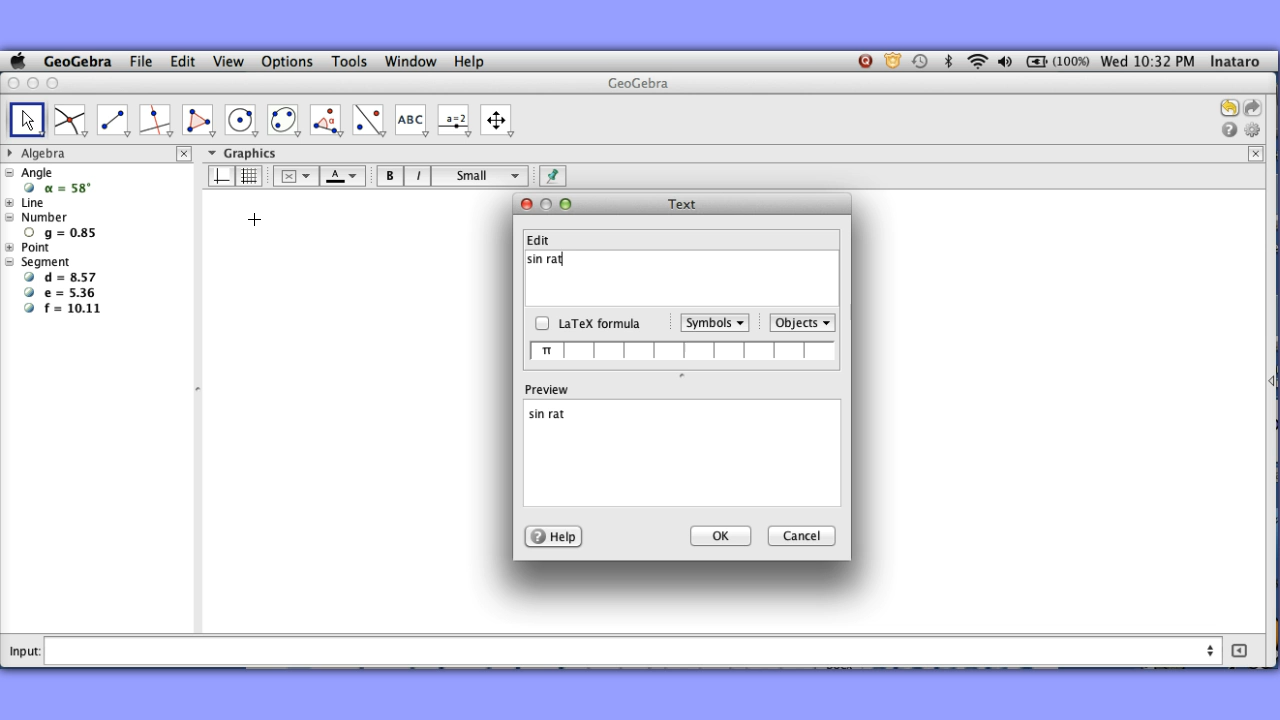 GeoGebra File Edit View Options Tools Window Help (100%) Wed 10:32 PM Inataro
GeoGebra
ABC a=2
Algebra
Graphics
B I Small
Angle
α = 58°
Line
Number
g = 0.85
Point
Segment
d = 8.57
e = 5.36
f = 10.11
Text
Edit
sin rat
LaTeX formula Symbols Objects
π
Preview
sin rat
? Help OK Cancel
Input: